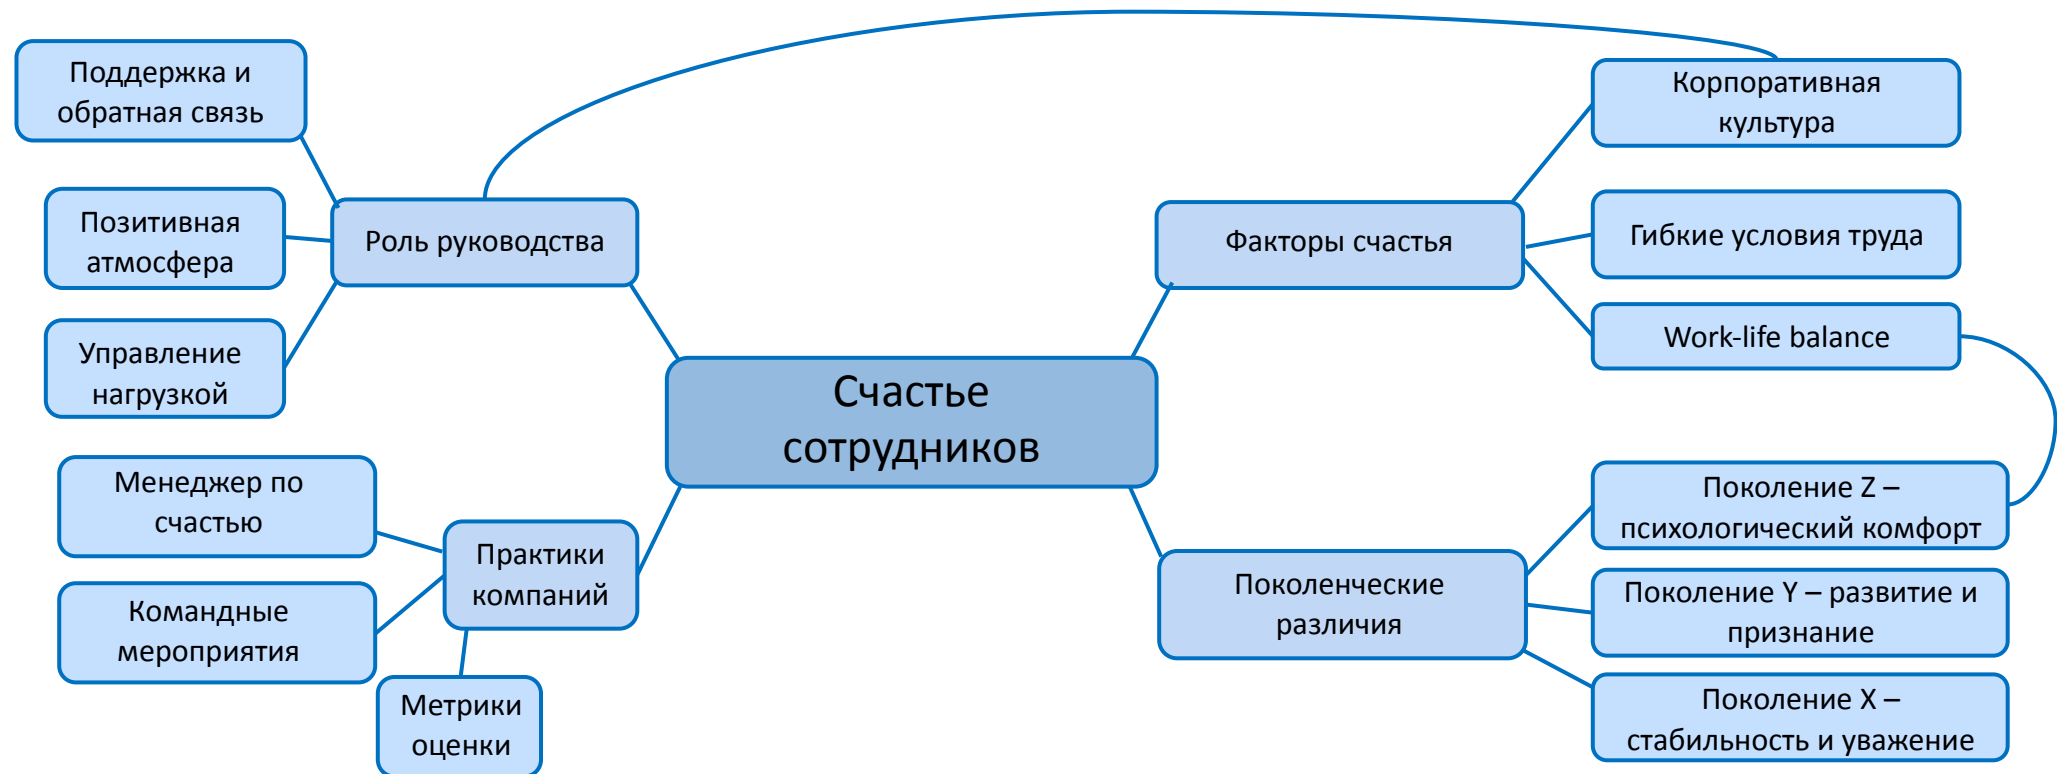 Поддержка и
обратная связь
Позитивная
атмосфера
Управление
нагрузкой
Роль руководства
Менеджер по
счастью
Командные
мероприятия
Метрики
оценки
Практики
компаний
Счастье
сотрудников
Факторы счастья
Корпоративная
культура
Гибкие условия труда
Work-life balance
Поколенческие
различия
Поколение Z –
психологический комфорт
Поколение Y – развитие и
признание
Поколение X –
стабильность и уважение